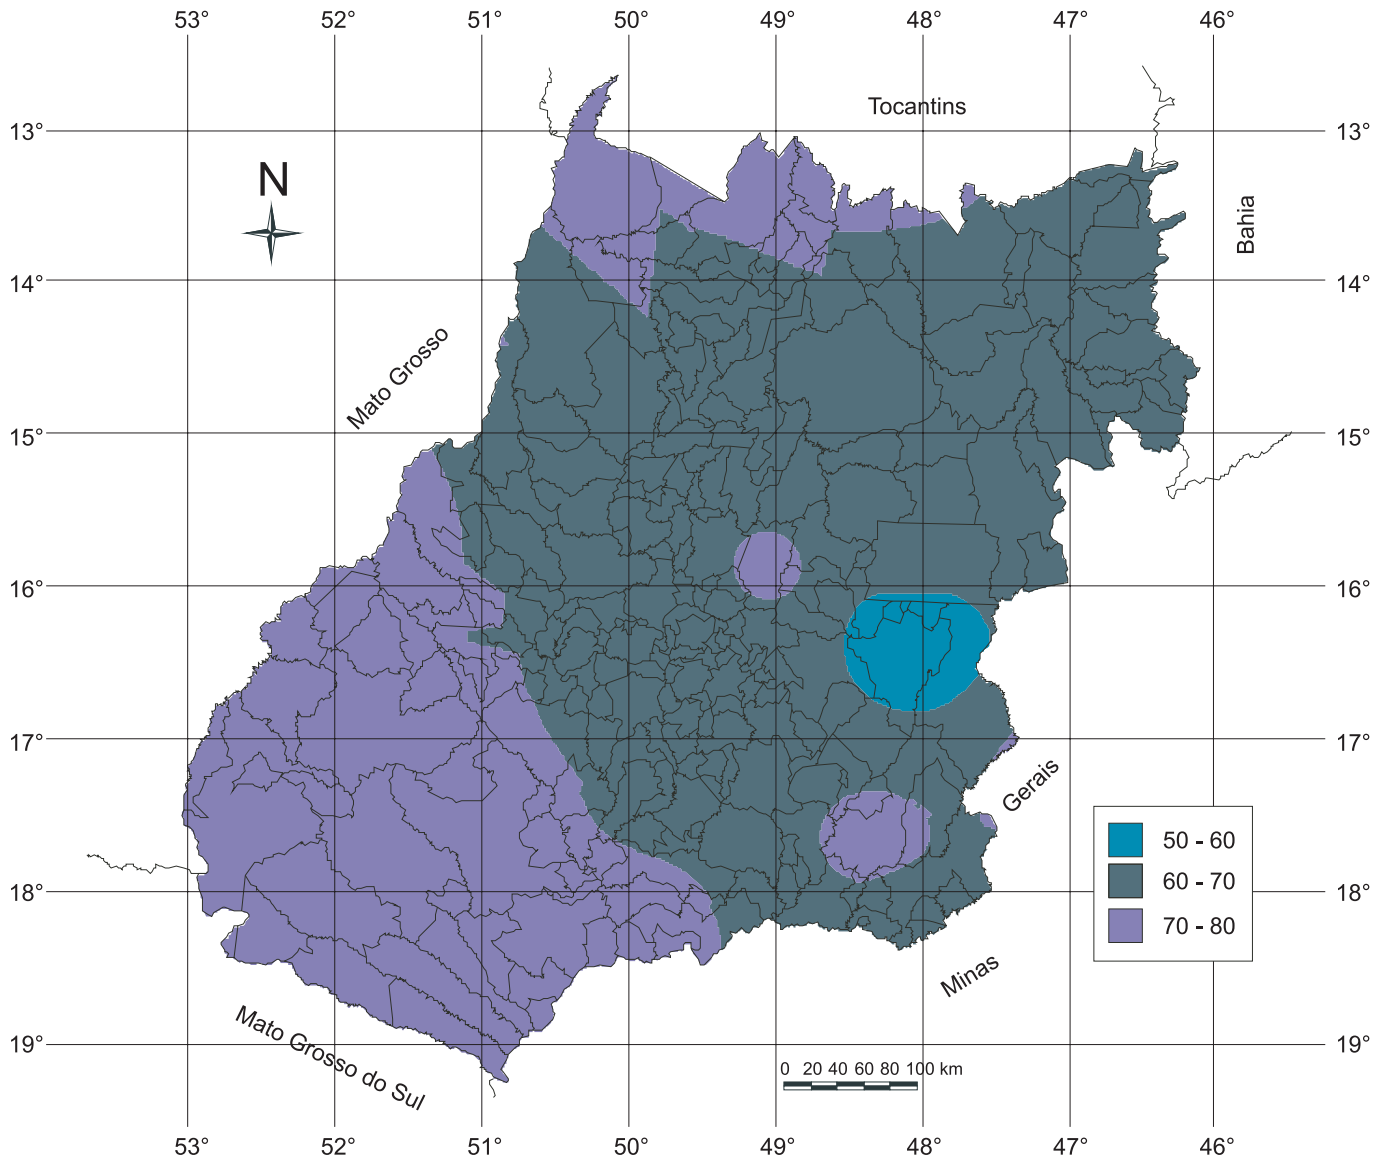 53° 52° 51° 50° 49° 48° 47° 46°
Tocantins
13° 13°
N
Bahia
14° 14°
Mato Grosso
15° 15°
16° 16°
17° 17°
Gerais
50 - 60
60 - 70
70 - 80
18° 18°
Minas
Mato Grosso do Sul
19° 19°
0 20 40 60 80 100 km
53° 52° 51° 50° 49° 48° 47° 46°